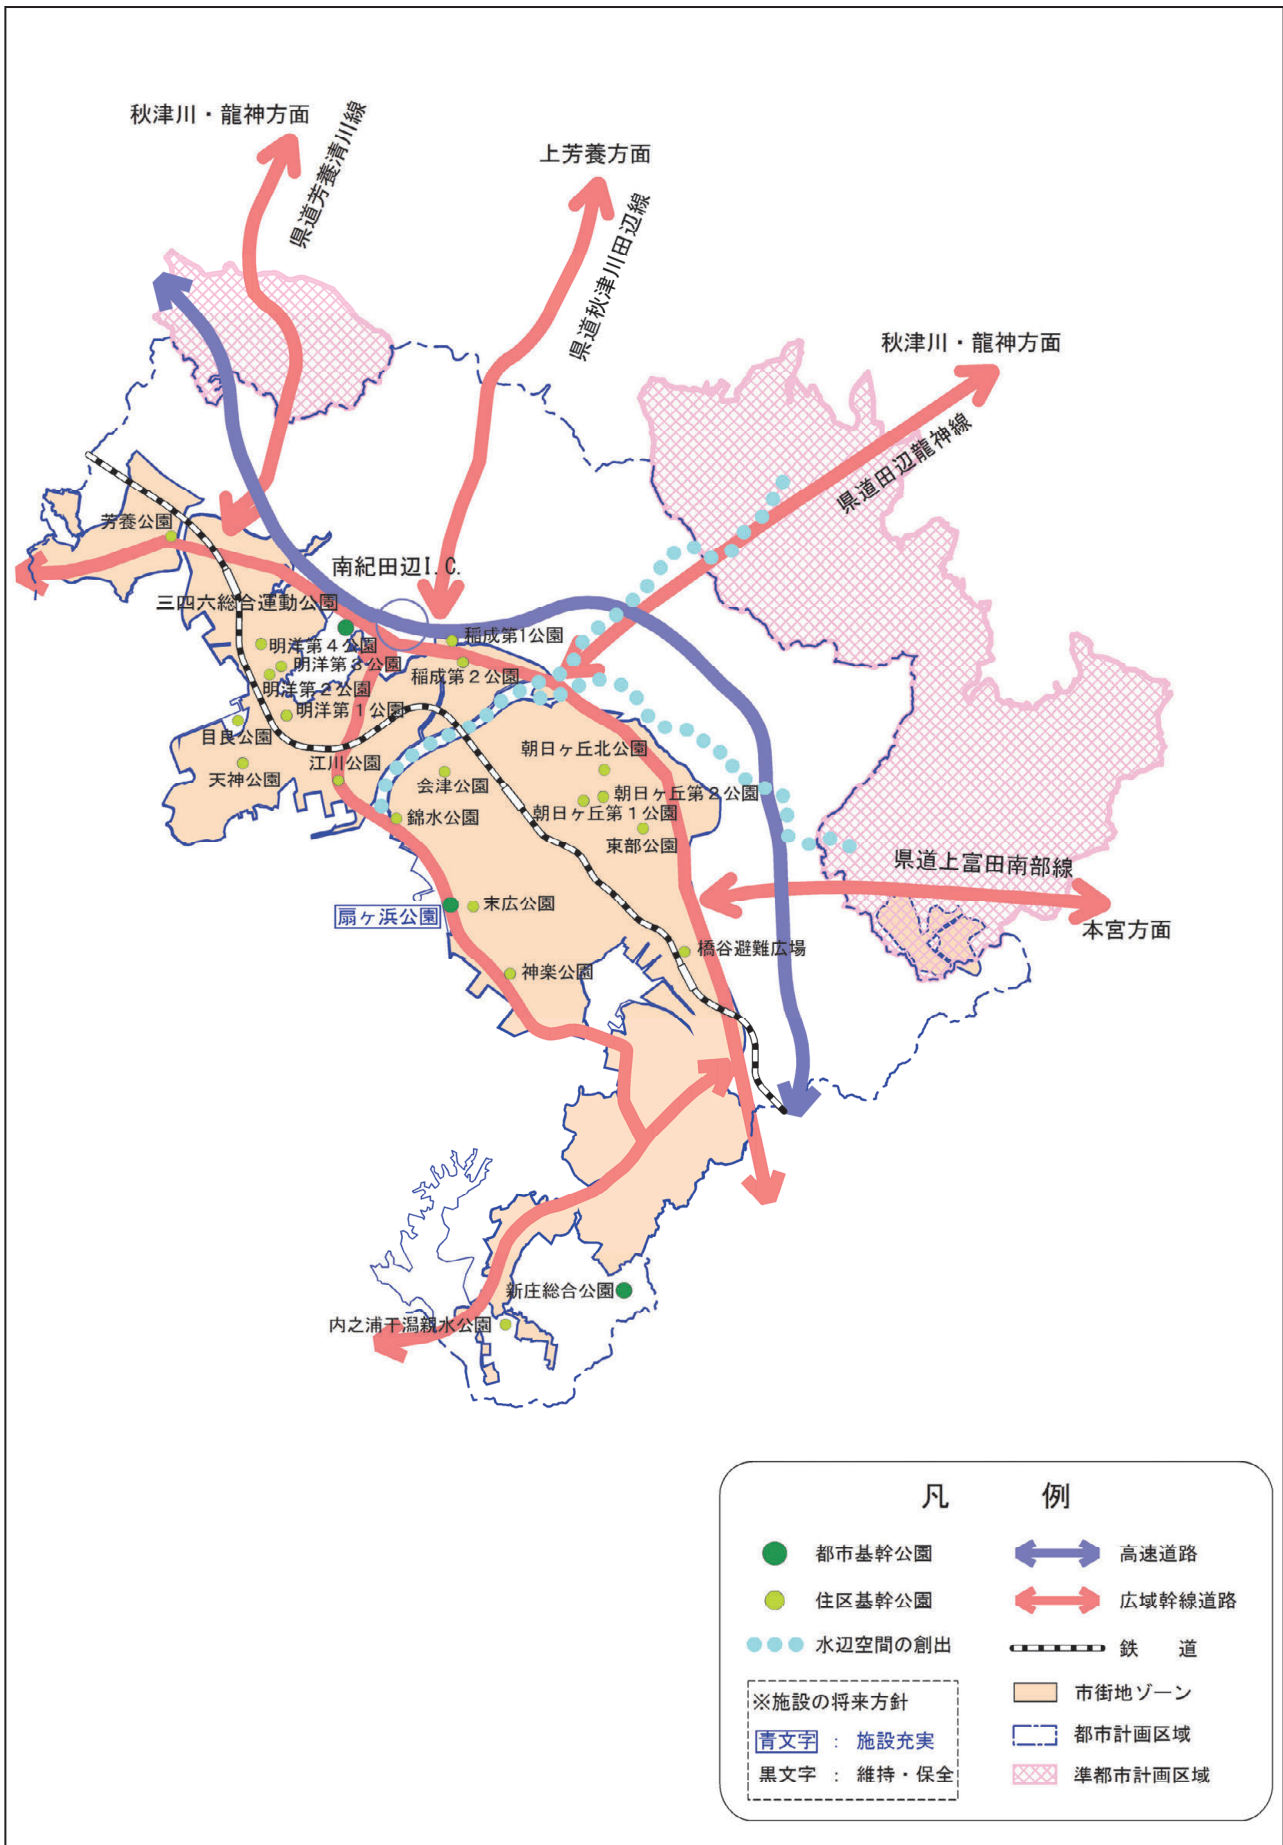 秋津川・龍神方面
県道芳養清川線
上芳養方面
県道秋津川田辺線
秋津川・龍神方面
県道田辺龍神線
芳養公園
南紀田辺I.C.
三四六総合運動公園
稲成第1公園
明洋第4公園
明洋第3公園
稲成第2公園
明洋第2公園
明洋第1公園
目良公園
朝日ヶ丘北公園
江川公園
天神公園
会津公園
朝日ヶ丘第2公園
朝日ヶ丘第1公園
錦水公園
東部公園
県道上富田南部線
扇ヶ浜公園
末広公園
本宮方面
橋谷避難広場
神楽公園
新庄総合公園
内之浦干潟親水公園
凡 例
都市基幹公園
高速道路
住区基幹公園
広域幹線道路
水辺空間の創出
鉄 道
※施設の将来方針
市街地ゾーン
青文字 : 施設充実
都市計画区域
黒文字 : 維持・保全
準都市計画区域